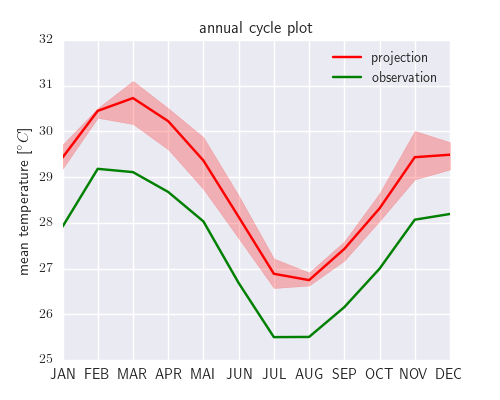 annual cycle plot
mean temperature [°C]
32
31
30
29
28
27
26
25
projection
observation
JAN FEB MAR APR MAI JUN JUL AUG SEP OCT NOV DEC